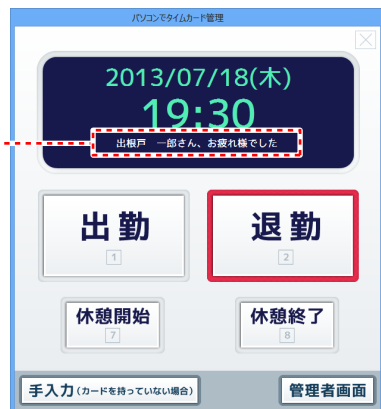 パソコンでタイムカード管理
2013/07/18(木)
19:30
出根戸　一郎さん、お疲れ様でした
出勤
1
退勤
2
休憩開始
7
休憩終了
8
手入力(カードを持っていない場合)
管理者画面